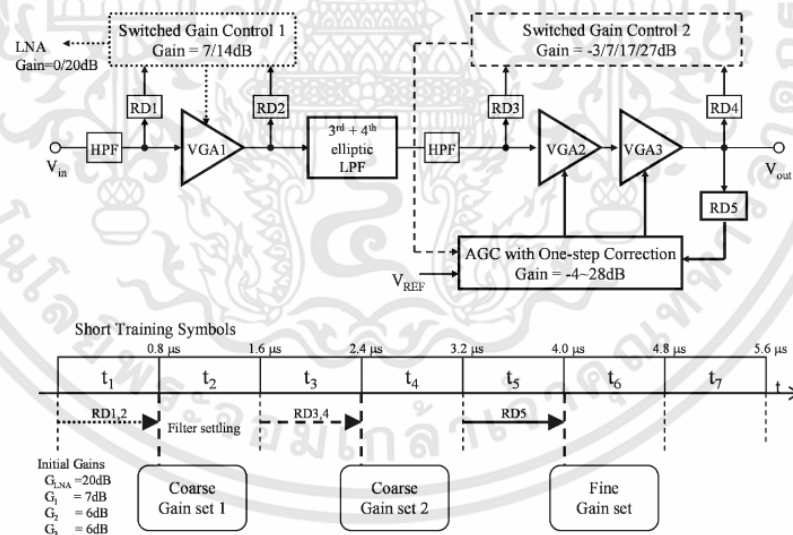 LNA
Gain=0/20dB
Switched Gain Control 1
Gain = 7/14dB
Switched Gain Control 2
Gain = -3/7/17/27dB
RD1
RD2
RD3
RD4
HPF
VGA1
3rd + 4th
elliptic
LPF
HPF
VGA2
VGA3
Vin
Vout
RD5
AGC with One-step Correction
Gain = -4~28dB
VREF
Short Training Symbols
0.8 μs
1.6 μs
2.4 μs
3.2 μs
4.0 μs
4.8 μs
5.6 μs
t1
t2
t3
t4
t5
t6
t7
t
RD1,2
Filter settling
RD3,4
RD5
Initial Gains
GLNA =20dB
G1 = 7dB
G2 = 6dB
G3 = 6dB
Coarse
Gain set 1
Coarse
Gain set 2
Fine
Gain set